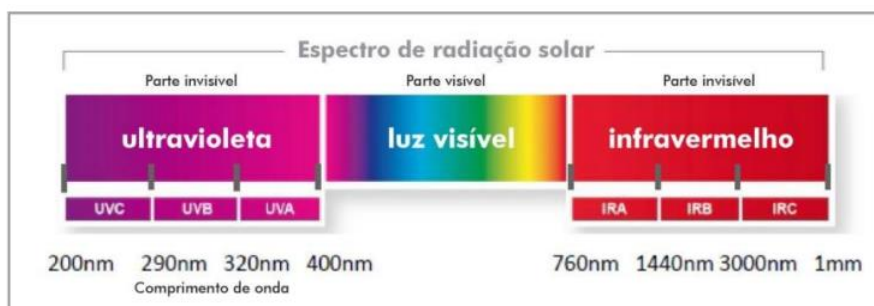 Espectro de radiação solar
Parte invisível Parte visível Parte invisível
ultravioleta luz visível infravermelho
UVC UVB UVA IRA IRB IRC
200nm 290nm 320nm 400nm 760nm 1440nm 3000nm 1mm
Comprimento de onda